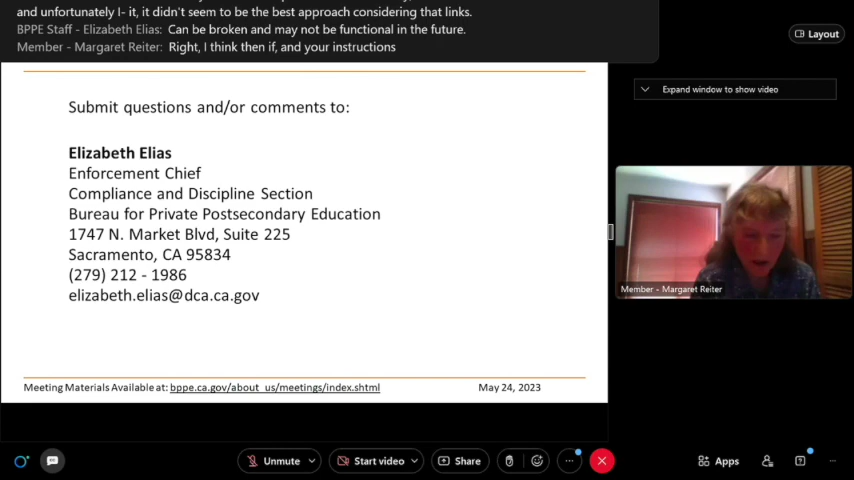 and unfortunately I- it, it didn't seem to be the best approach considering that links.
BPPE Staff - Elizabeth Elias: Can be broken and may not be functional in the future.
Member - Margaret Reiter: Right, I think then if, and your instructions
Layout
Submit questions and/or comments to:
Expand window to show video
Elizabeth Elias
Enforcement Chief
Compliance and Discipline Section
Bureau for Private Postsecondary Education
1747 N. Market Blvd, Suite 225
Sacramento, CA 95834
(279) 212 - 1986
elizabeth.elias@dca.ca.gov
Member - Margaret Reiter
Meeting Materials Available at: bppe.ca.gov/about_us/meetings/index.shtml
May 24, 2023
Unmute
Start video
Share
Apps